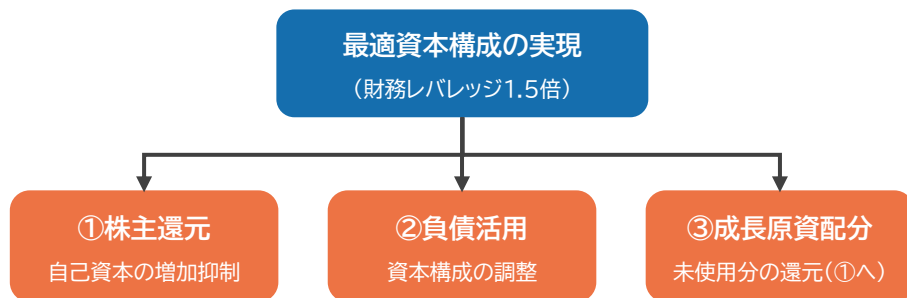 最適資本構成の実現
（財務レバレッジ1.5倍）
①株主還元
自己資本の増加抑制
②負債活用
資本構成の調整
③成長原資配分
未使用分の還元(①へ)